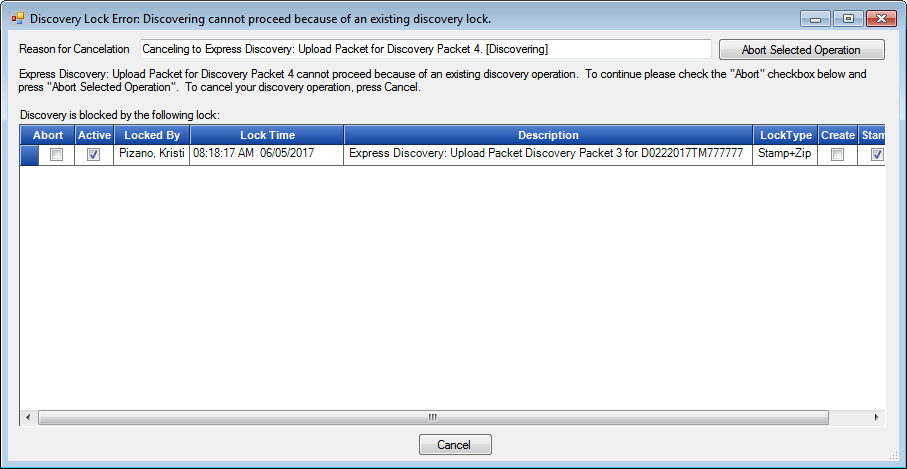 Discovery Lock Error: Discovering cannot proceed because of an existing discovery lock.
Reason for Cancelation Canceling to Express Discovery: Upload Packet for Discovery Packet 4. [Discovering] Abort Selected Operation
Express Discovery: Upload Packet for Discovery Packet 4 cannot proceed because of an existing discovery operation. To continue please check the "Abort" checkbox below and
press "Abort Selected Operation". To cancel your discovery operation, press Cancel.
Discovery is blocked by the following lock:
Abort Active Locked By Lock Time Description LockType Create Stam
Pizano, Kristi 08:18:17 AM 06/05/2017 Express Discovery: Upload Packet Discovery Packet 3 for D0222017TM777777 Stamp+Zip
Cancel